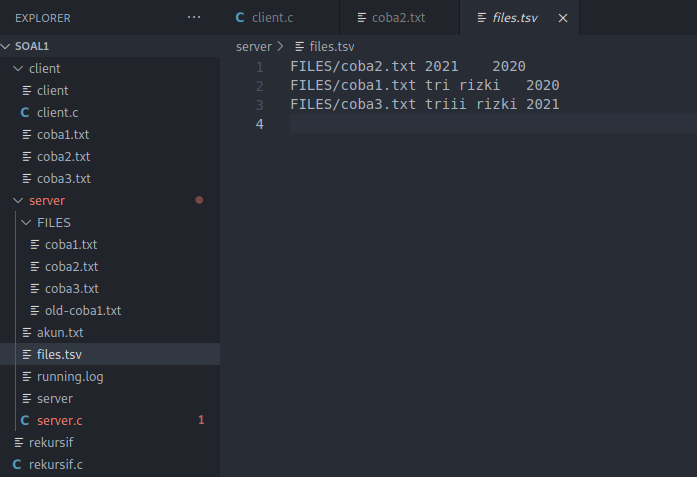 EXPLORER ···
SOAL1
client
client
C client.c
coba1.txt
coba2.txt
coba3.txt
server
FILES
coba1.txt
coba2.txt
coba3.txt
old-coba1.txt
akun.txt
files.tsv
running.log
server
C server.c 1
rekursif
C rekursif.c
C client.c coba2.txt files.tsv ×
server > files.tsv
1 FILES/coba2.txt 2021 2020
2 FILES/coba1.txt tri rizki 2020
3 FILES/coba3.txt triii rizki 2021
4